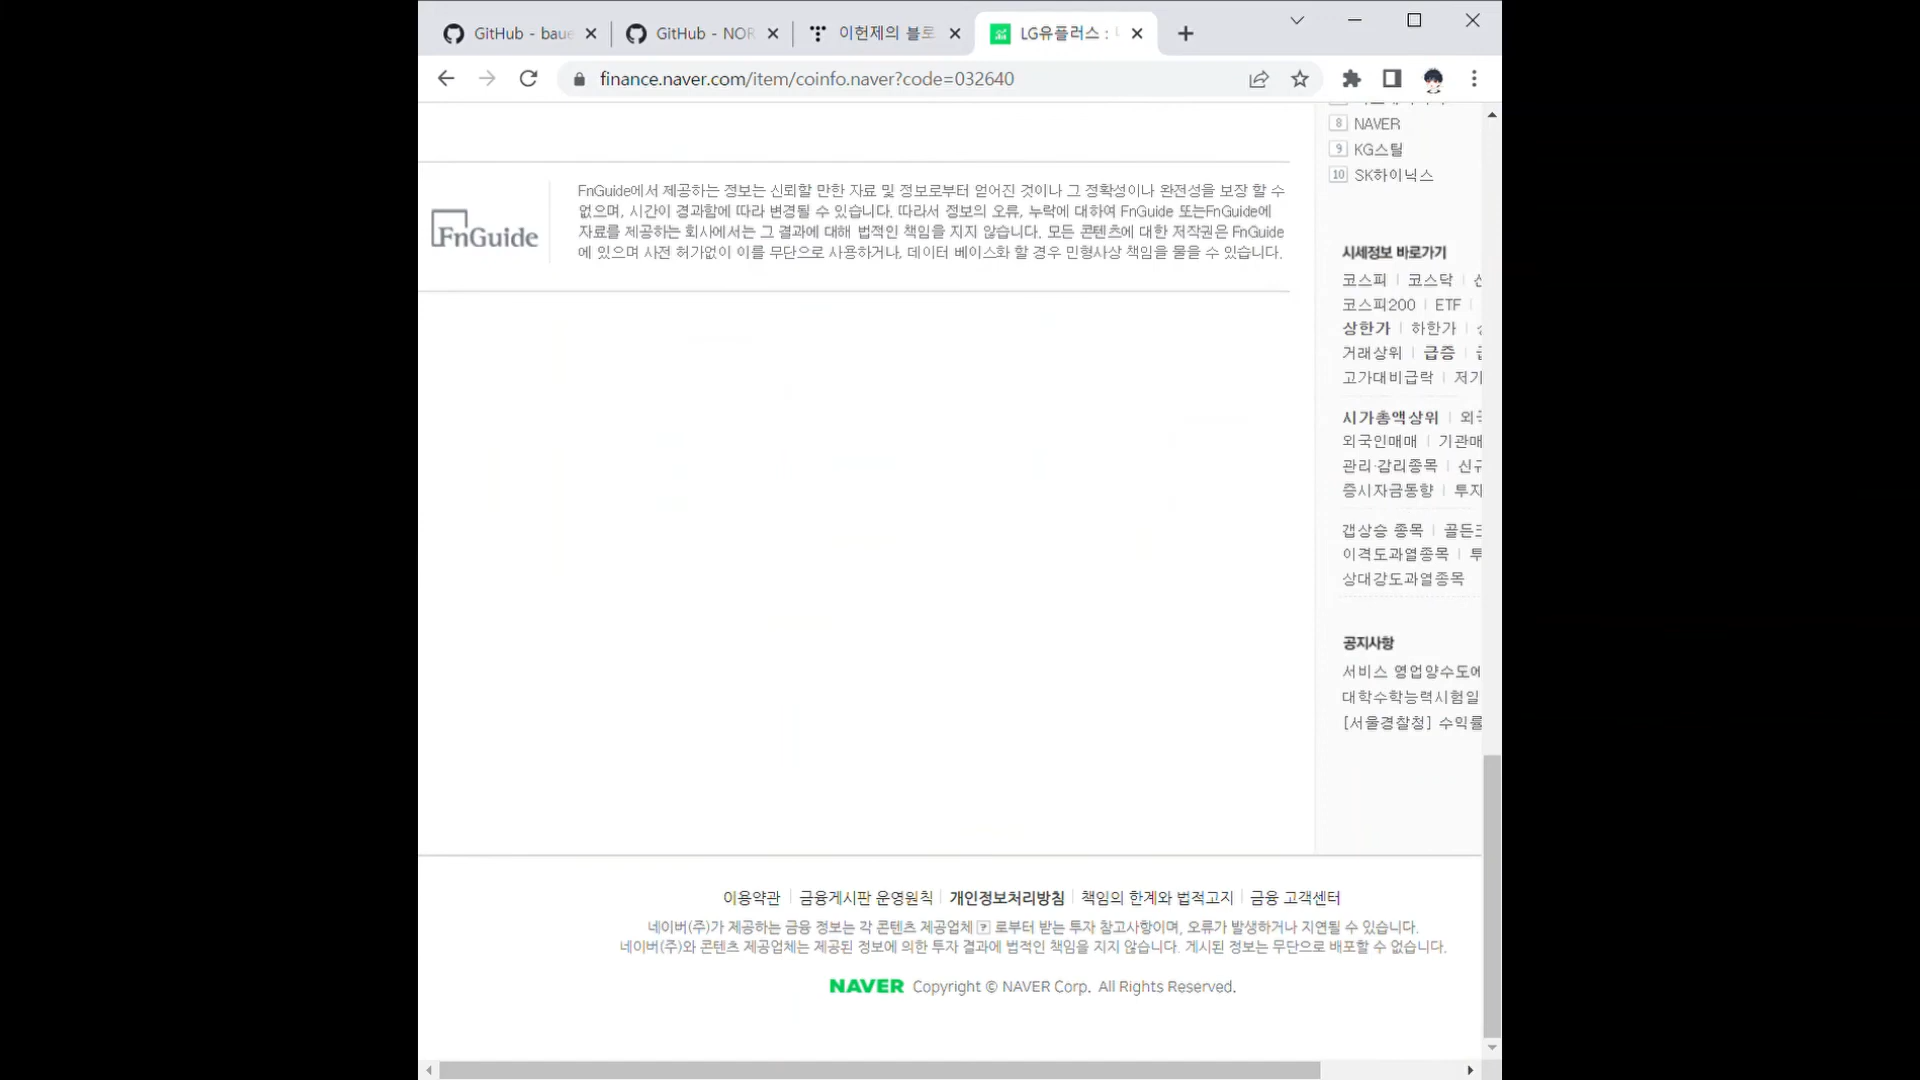 GitHub - baue
GitHub - NOR
이헌제의 블로
LG유플러스 :
finance.naver.com/item/coinfo.naver?code=032640
8 NAVER
9 KG스틸
10 SK하이닉스
FnGuide
FnGuide에서 제공하는 정보는 신뢰할 만한 자료 및 정보로부터 얻어진 것이나 그 정확성이나 완전성을 보장 할 수
없으며, 시간이 경과함에 따라 변경될 수 있습니다. 따라서 정보의 오류, 누락에 대하여 FnGuide 또는FnGuide에
자료를 제공하는 회사에서는 그 결과에 대해 법적인 책임을 지지 않습니다. 모든 콘텐츠에 대한 저작권은 FnGuide
에 있으며 사전 허가없이 이를 무단으로 사용하거나, 데이터 베이스화 할 경우 민형사상 책임을 물을 수 있습니다.
시세정보 바로가기
코스피 코스닥
코스피200 ETF
상한가 하한가
거래상위 급증
고가대비급락 저가
시가총액상위 외국
외국인매매 기관매
관리·감리종목 신규
증시자금동향 투자
갭상승 종목 골든크
이격도과열종목 투
상대강도과열종목
공지사항
서비스 영업양수도에
대학수학능력시험일
[서울경찰청] 수익률
이용약관 금융게시판 운영원칙 개인정보처리방침 책임의 한계와 법적고지 금융 고객센터
네이버(주)가 제공하는 금융 정보는 각 콘텐츠 제공업체 ? 로부터 받는 투자 참고사항이며, 오류가 발생하거나 지연될 수 있습니다.
네이버(주)와 콘텐츠 제공업체는 제공된 정보에 의한 투자 결과에 법적인 책임을 지지 않습니다. 게시된 정보는 무단으로 배포할 수 없습니다.
NAVER Copyright © NAVER Corp. All Rights Reserved.